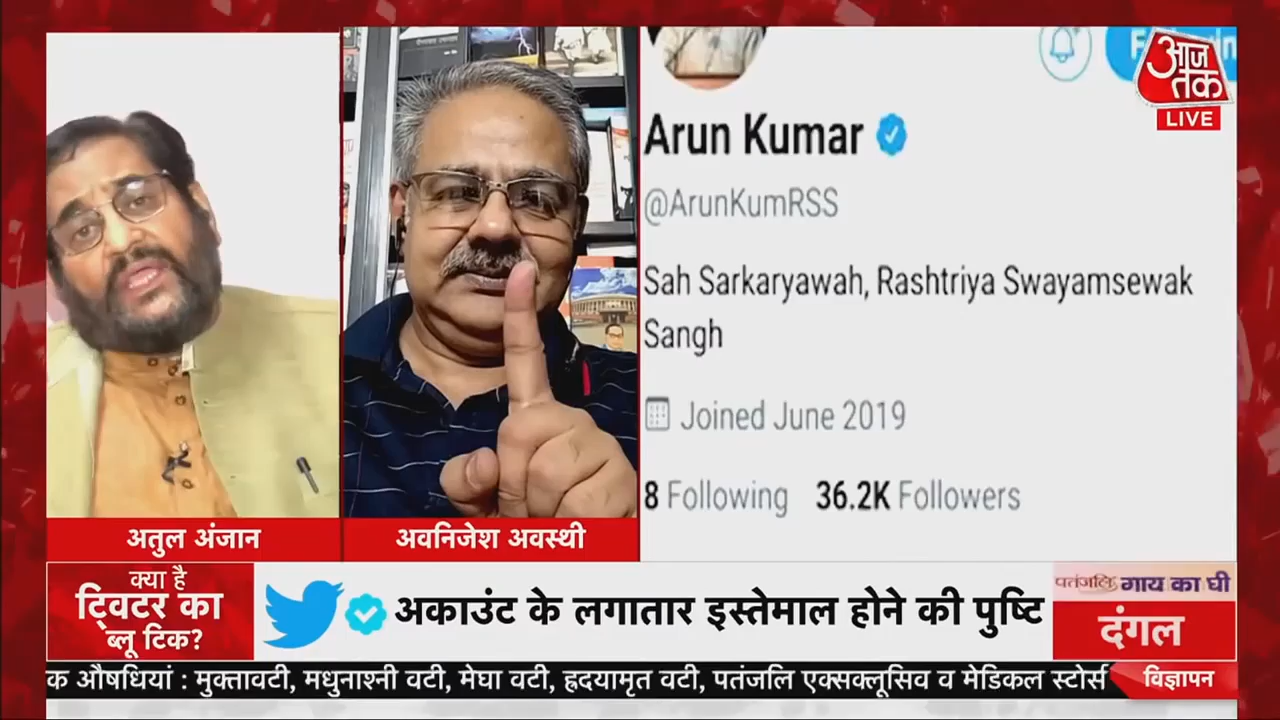 आज
तक
LIVE
Arun Kumar
@ArunKumRSS
Sah Sarkaryawah, Rashtriya Swayamsewak
Sangh
Joined June 2019
8 Following 36.2K Followers
अतुल अंजान
अवनिजेश अवस्थी
क्या है
ट्विटर का
ब्लू टिक?
अकाउंट के लगातार इस्तेमाल होने की पुष्टि
पतंजलि गाय का घी
दंगल
क औषधियां : मुक्तावटी, मधुनाश्नी वटी, मेघा वटी, ह्रदयामृत वटी, पतंजलि एक्सक्लूसिव व मेडिकल स्टोर्स
विज्ञापन